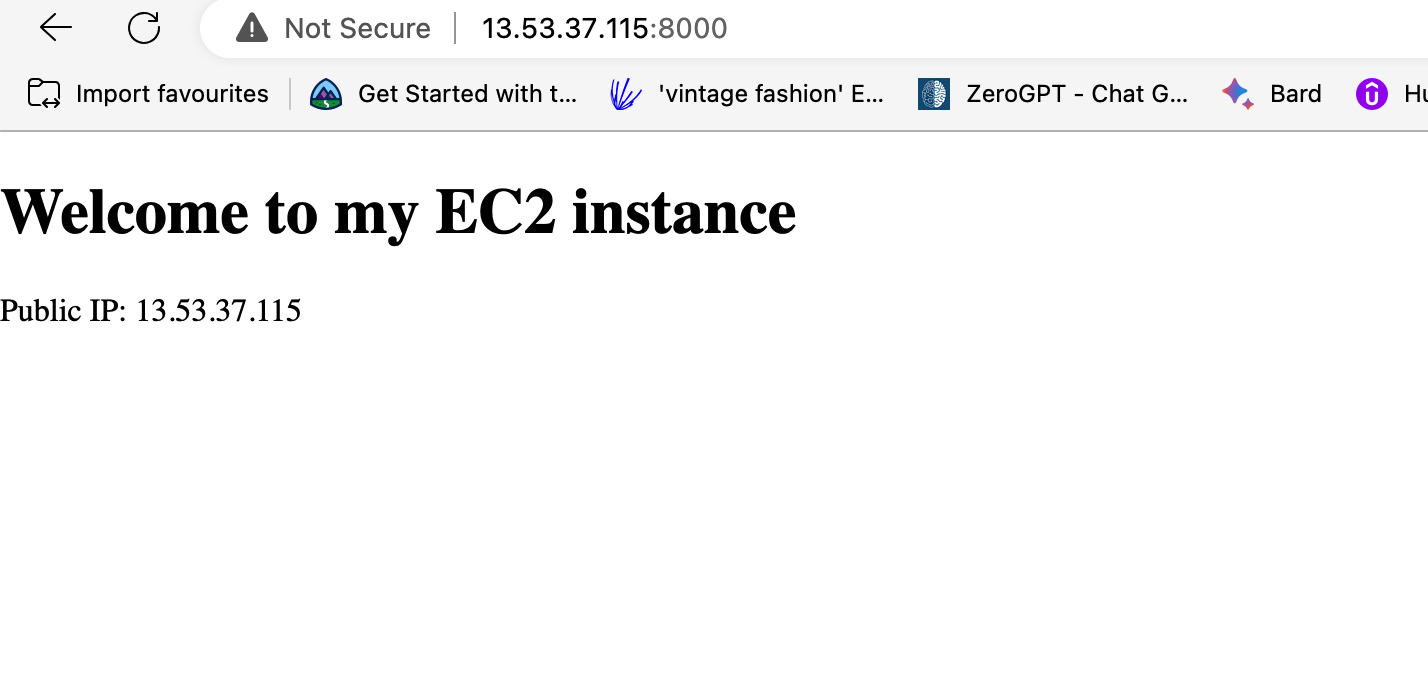 Not Secure 13.53.37.115:8000
Import favourites Get Started with t... 'vintage fashion' E... ZeroGPT - Chat G... Bard Hu
Welcome to my EC2 instance
Public IP: 13.53.37.115